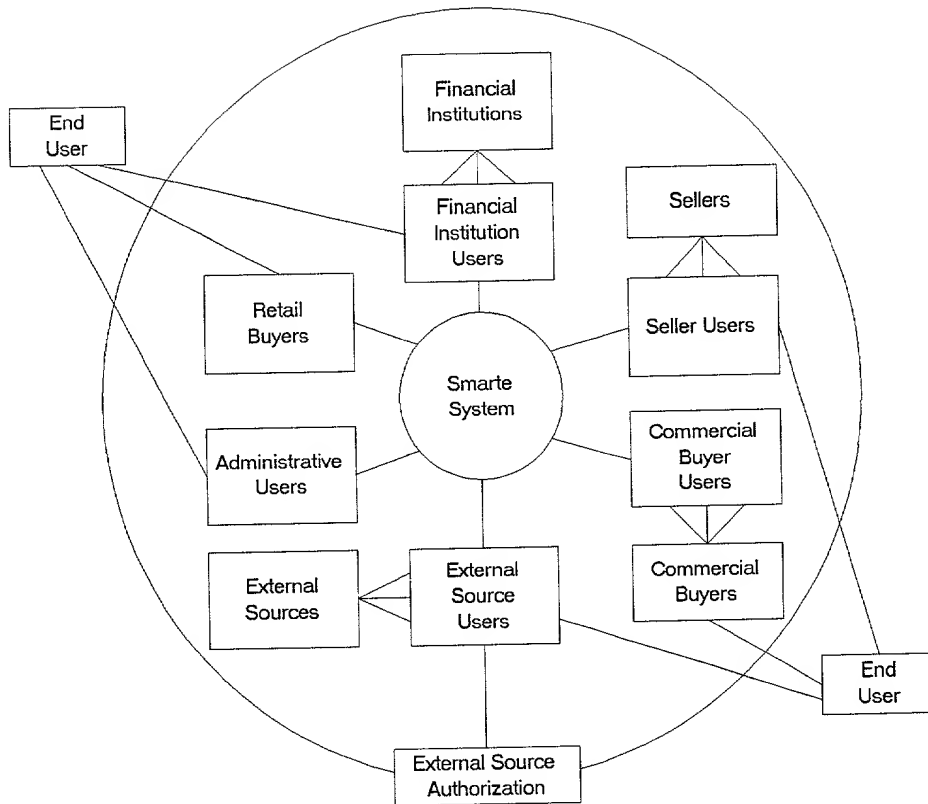 Financial
Institutions
End
User
Financial
Institution
Users
Sellers
Retail
Buyers
Seller Users
Smarte
System
Commercial
Buyer
Users
Administrative
Users
External
Sources
External
Source
Users
Commercial
Buyers
End
User
External Source
Authorization